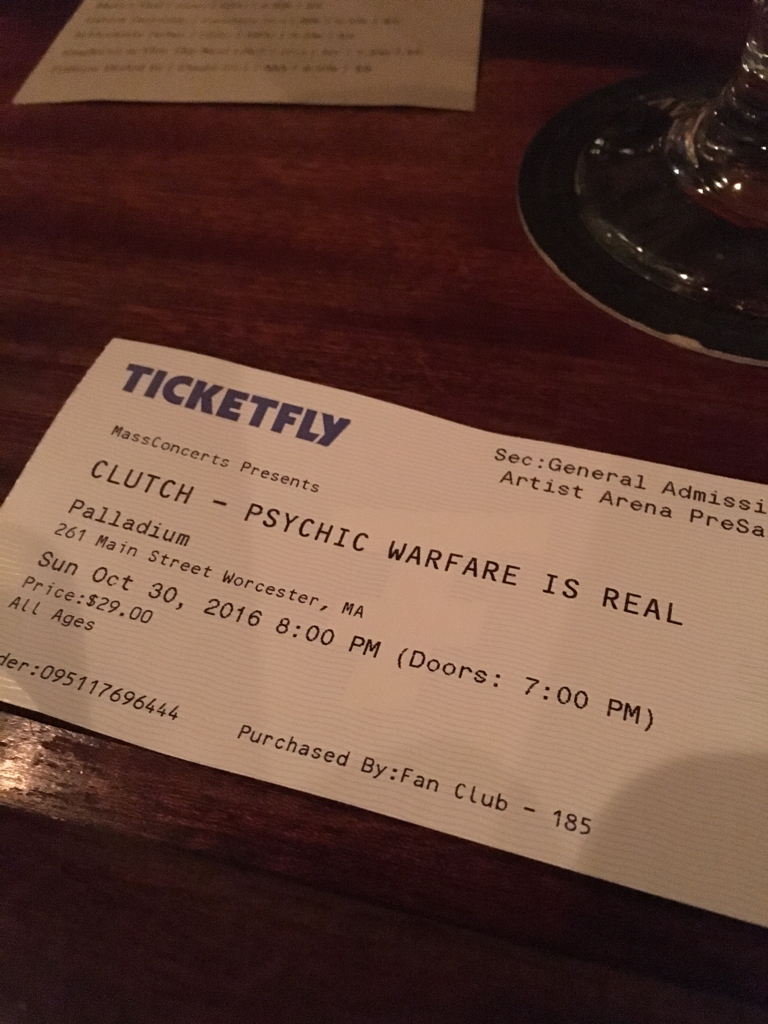 TICKETFLY
MassConcerts Presents
CLUTCH - PSYCHIC WARFARE IS REAL
Palladium
261 Main Street Worcester, MA
Sun Oct 30, 2016 8:00 PM (Doors: 7:00 PM)
Price:$29.00
All Ages
der:095117696444
Purchased By:Fan Club - 185
Sec:General Admissi
Artist Arena PreSa